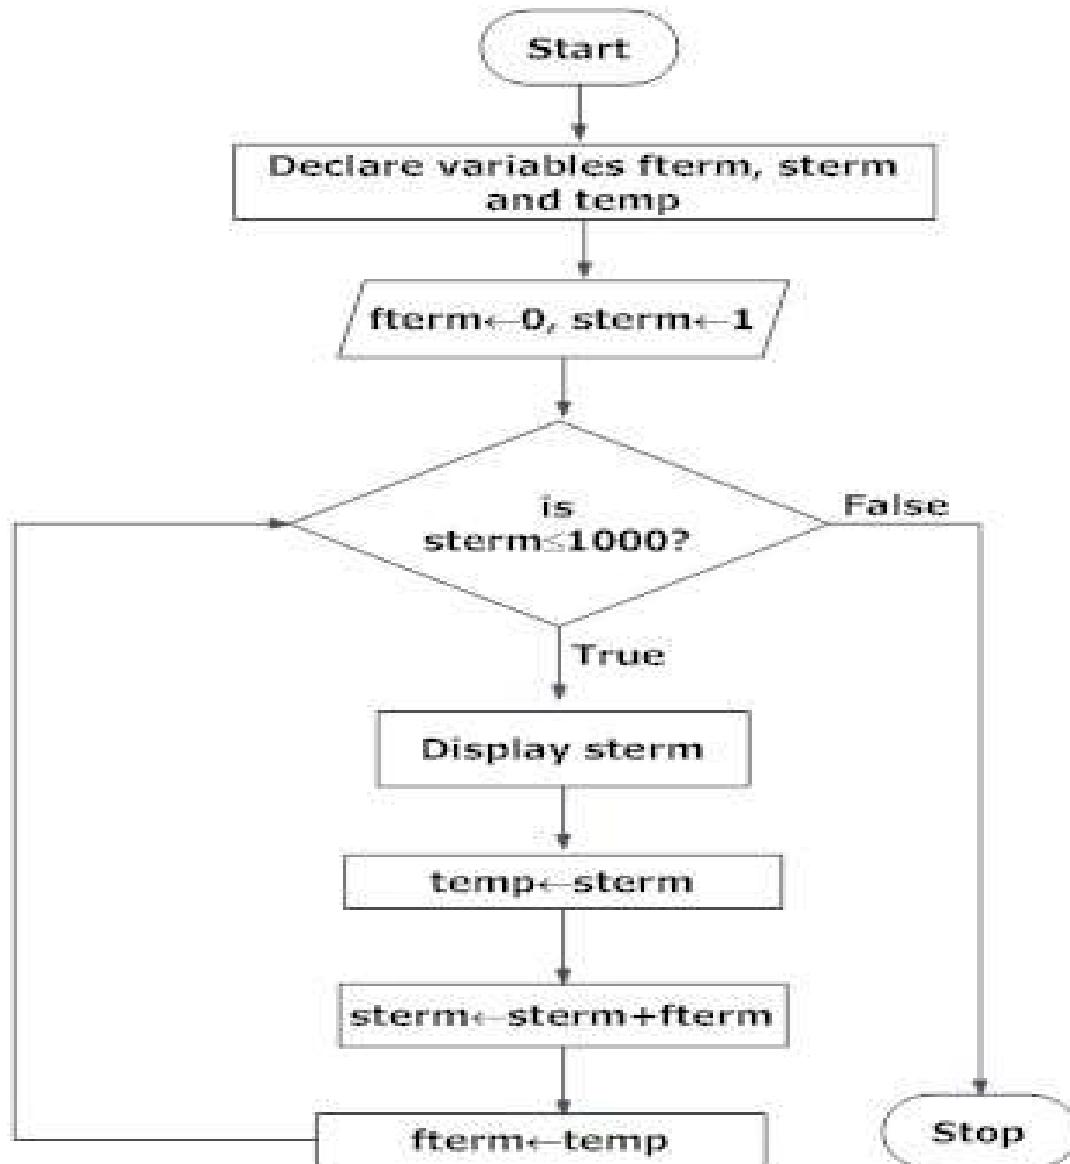 Start
Declare variables fterm, sterm
and temp
fterm←0, sterm←1
is
sterm≤1000?
False
True
Display sterm
temp←sterm
sterm←sterm+fterm
fterm←temp
Stop